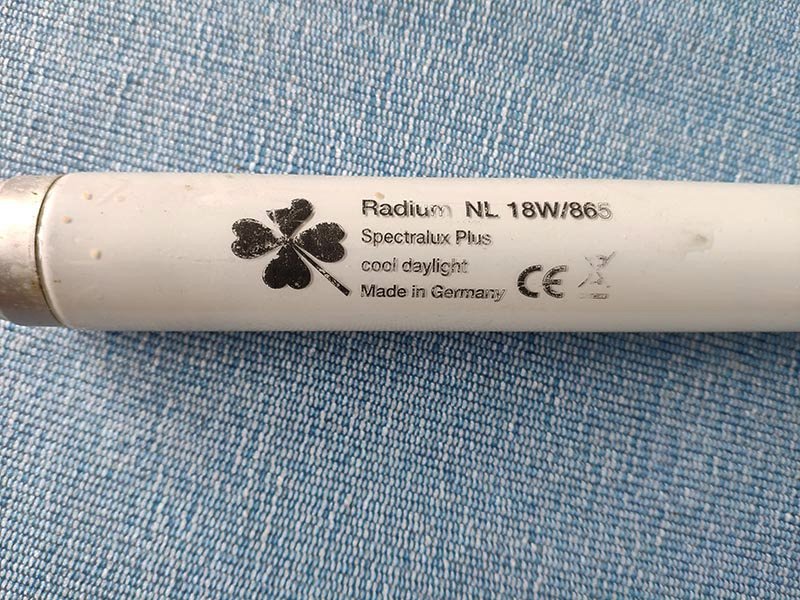 Radium NL 18W/865
Spectralux Plus
cool daylight
Made in Germany CE